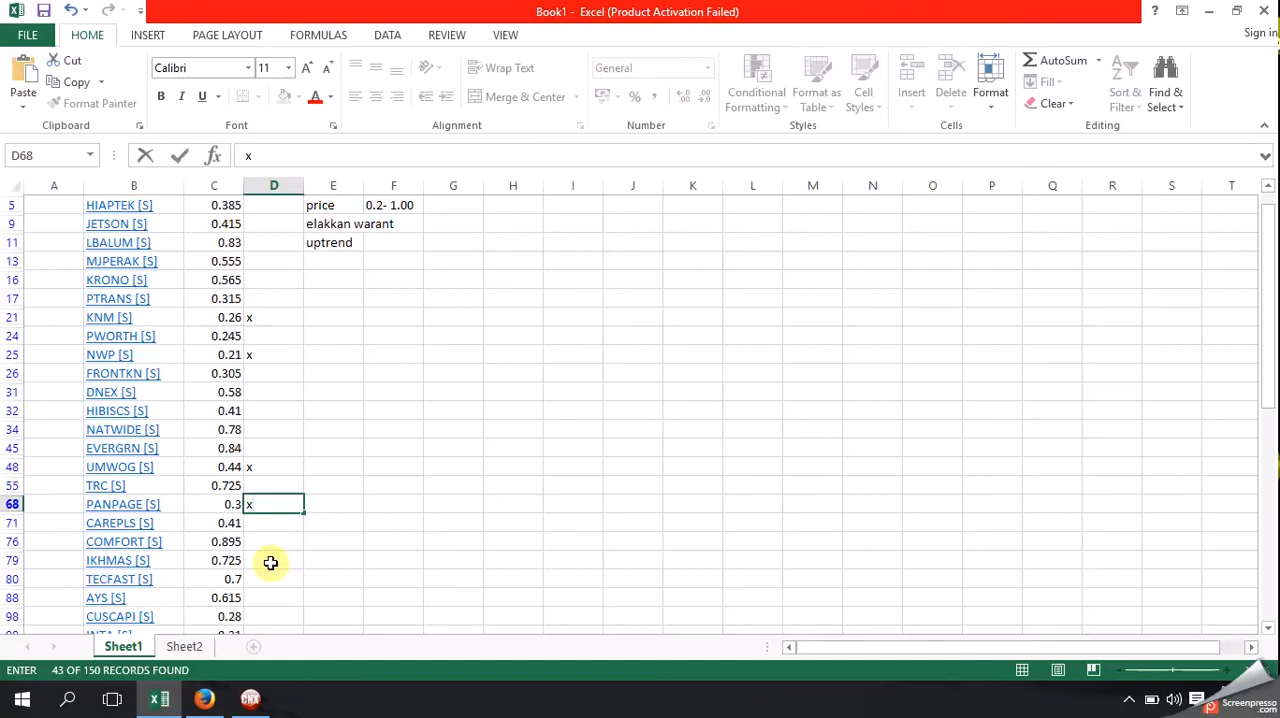 Book1 - Excel (Product Activation Failed)
?
FILE HOME INSERT PAGE LAYOUT FORMULAS DATA REVIEW VIEW Sign in
Paste
Cut
Copy
Format Painter
Clipboard
Calibri 11
B I U
Font
Wrap Text
Merge & Center
Alignment
General
%
Number
Conditional Formatting
Format as Table
Cell Styles
Styles
Insert
Delete
Format
Cells
AutoSum
Fill
Clear
Sort & Filter
Find & Select
Editing
D68 fx x
A B C D E F G H I J K L M N O P Q R S T
5 HIAPTEK [S] 0.385 price 0.2- 1.00
9 JETSON [S] 0.415 elakkan warant
11 LBALUM [S] 0.83 uptrend
13 MJPERAK [S] 0.555
16 KRONO [S] 0.565
17 PTRANS [S] 0.315
21 KNM [S] 0.26 x
24 PWORTH [S] 0.245
25 NWP [S] 0.21 x
26 FRONTKN [S] 0.305
31 DNEX [S] 0.58
32 HIBISCS [S] 0.41
34 NATWIDE [S] 0.78
45 EVERGRN [S] 0.84
48 UMWOG [S] 0.44 x
55 TRC [S] 0.725
68 PANPAGE [S] 0.3 x
71 CAREPLS [S] 0.41
76 COMFORT [S] 0.895
79 IKHMAS [S] 0.725
80 TECFAST [S] 0.7
88 AYS [S] 0.615
98 CUSCAPI [S] 0.28
Sheet1 Sheet2
ENTER 43 OF 150 RECORDS FOUND
Screenpresso
.com